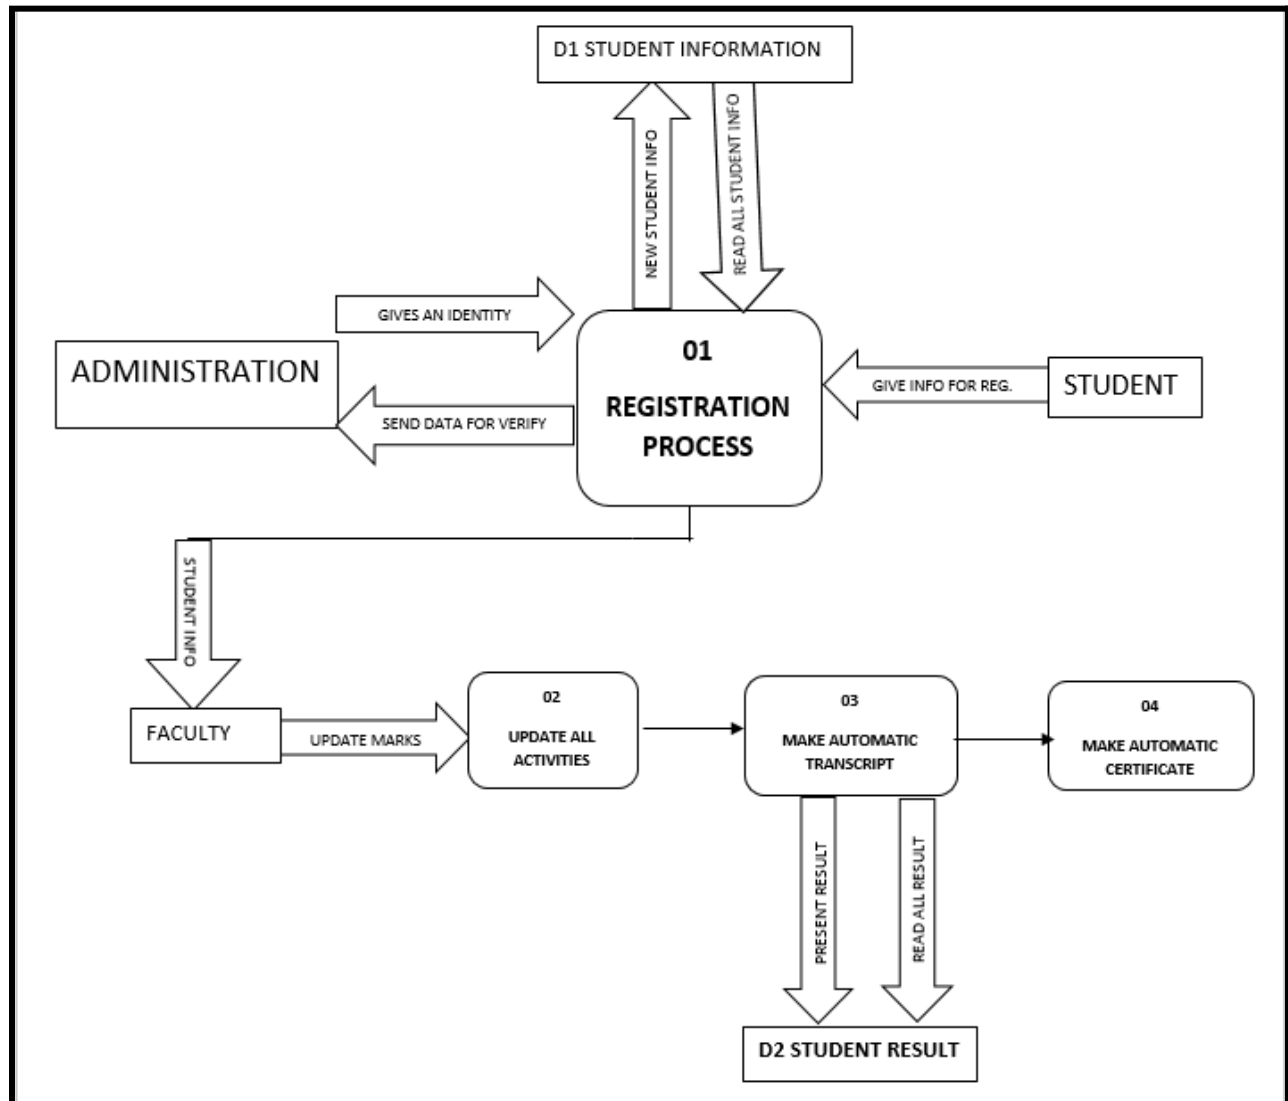 D1 STUDENT INFORMATION
NEW STUDENT INFO
READ ALL STUDENT INFO
GIVES AN IDENTITY
ADMINISTRATION
SEND DATA FOR VERIFY
01
REGISTRATION
PROCESS
GIVE INFO FOR REG.
STUDENT
STUDENT INFO
FACULTY
UPDATE MARKS
02
UPDATE ALL
ACTIVITIES
03
MAKE AUTOMATIC
TRANSCRIPT
04
MAKE AUTOMATIC
CERTIFICATE
PRESENT RESULT
READ ALL RESULT
D2 STUDENT RESULT